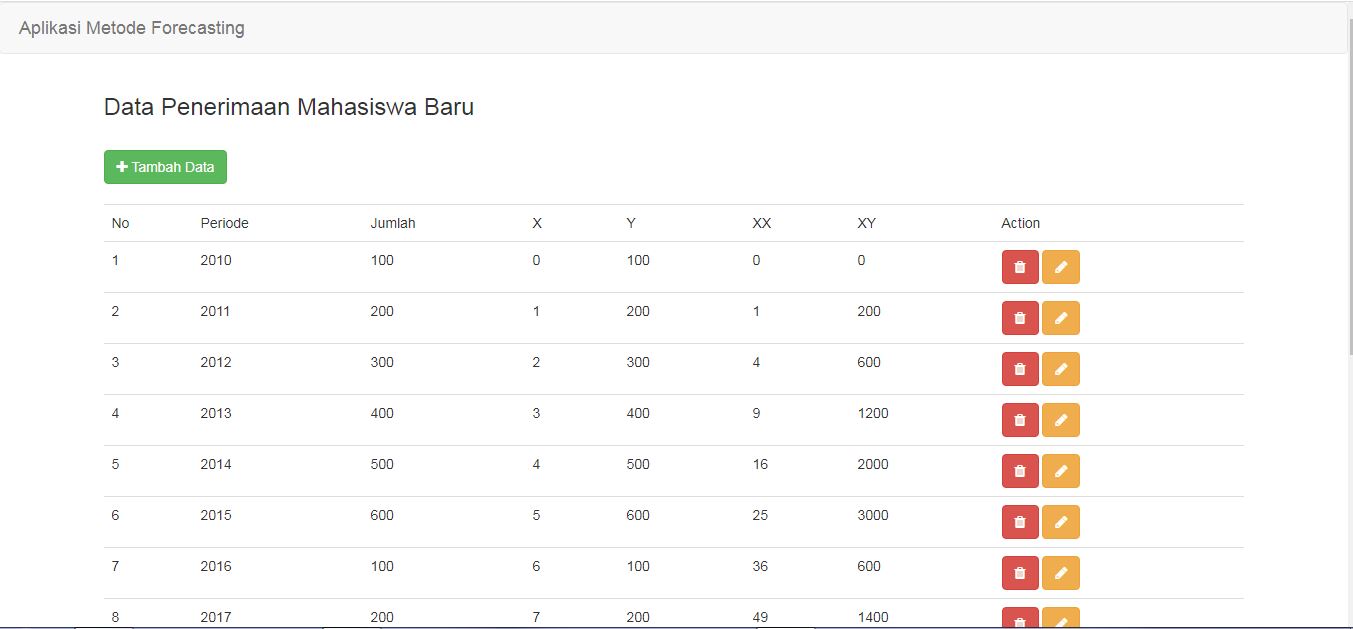 Aplikasi Metode Forecasting
Data Penerimaan Mahasiswa Baru
Tambah Data
No Periode Jumlah X Y XX XY Action
1 2010 100 0 100 0 0
2 2011 200 1 200 1 200
3 2012 300 2 300 4 600
4 2013 400 3 400 9 1200
5 2014 500 4 500 16 2000
6 2015 600 5 600 25 3000
7 2016 100 6 100 36 600
8 2017 200 7 200 49 1400